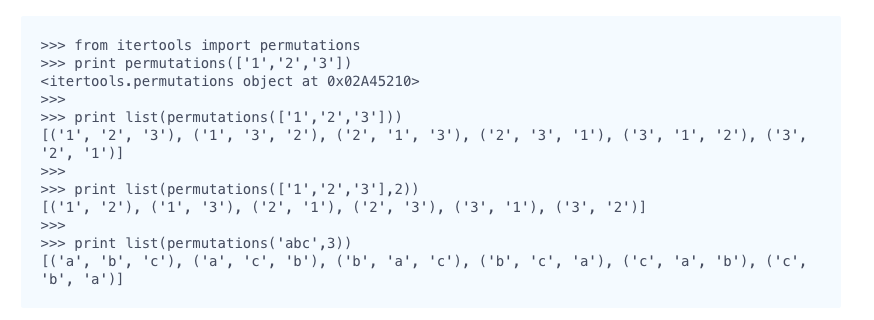 >>> from itertools import permutations
>>> print permutations(['1','2','3'])
<itertools.permutations object at 0x02A45210>
>>>
>>> print list(permutations(['1','2','3']))
[('1', '2', '3'), ('1', '3', '2'), ('2', '1', '3'), ('2', '3', '1'), ('3', '1', '2'), ('3',
'2', '1')]
>>>
>>> print list(permutations(['1','2','3'],2))
[('1', '2'), ('1', '3'), ('2', '1'), ('2', '3'), ('3', '1'), ('3', '2')]
>>>
>>> print list(permutations('abc',3))
[('a', 'b', 'c'), ('a', 'c', 'b'), ('b', 'a', 'c'), ('b', 'c', 'a'), ('c', 'a', 'b'), ('c',
'b', 'a')]